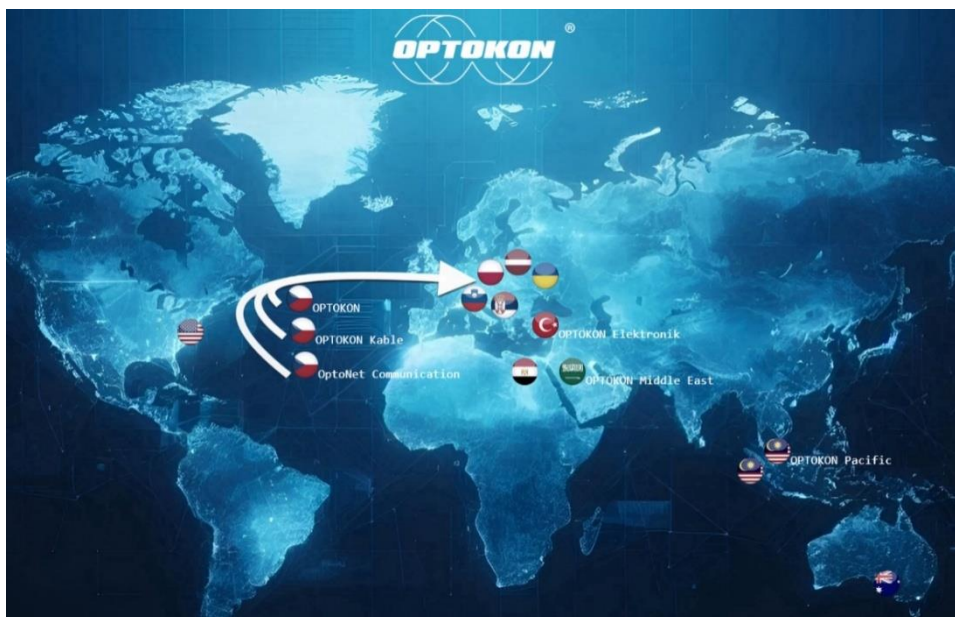 OPTOKON®
OPTOKON
OPTOKON Kable
OptoNet Communication
OPTOKON Elektronik
OPTOKON Middle East
OPTOKON Pacific